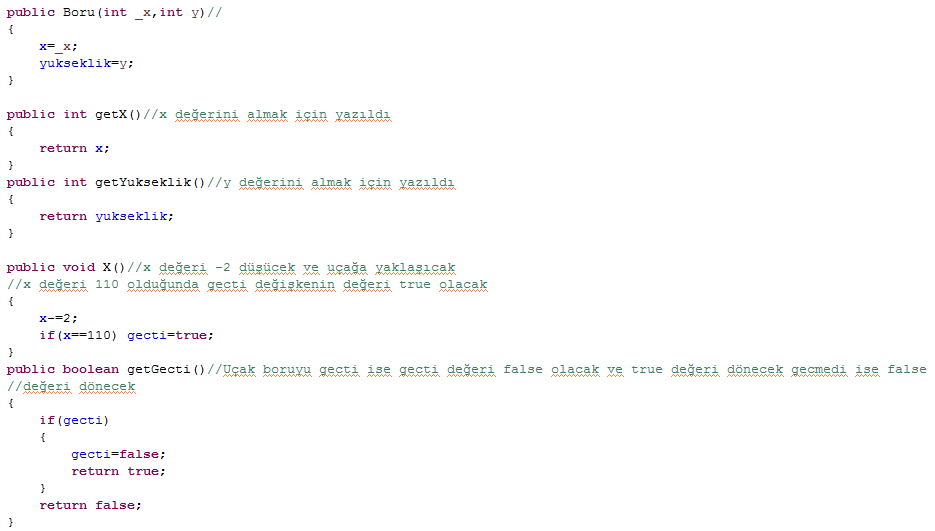 public Boru(int _x,int y)//
{
x=_x;
yukseklik=y;
}
public int getX()//x değerini almak için yazıldı
{
return x;
}
public int getYukseklik()//y değerini almak için yazıldı
{
return yukseklik;
}
public void X()//x değeri -2 düşücek ve uçağa yaklaşıcak
//x değeri 110 olduğunda gecti değişkenin değeri true olacak
{
x-=2;
if(x==110) gecti=true;
}
public boolean getGecti()//Uçak boruyu gecti ise gecti değeri false olacak ve true değeri dönecek gecmedi ise false
//değeri dönecek
{
if(gecti)
{
gecti=false;
return true;
}
return false;
}